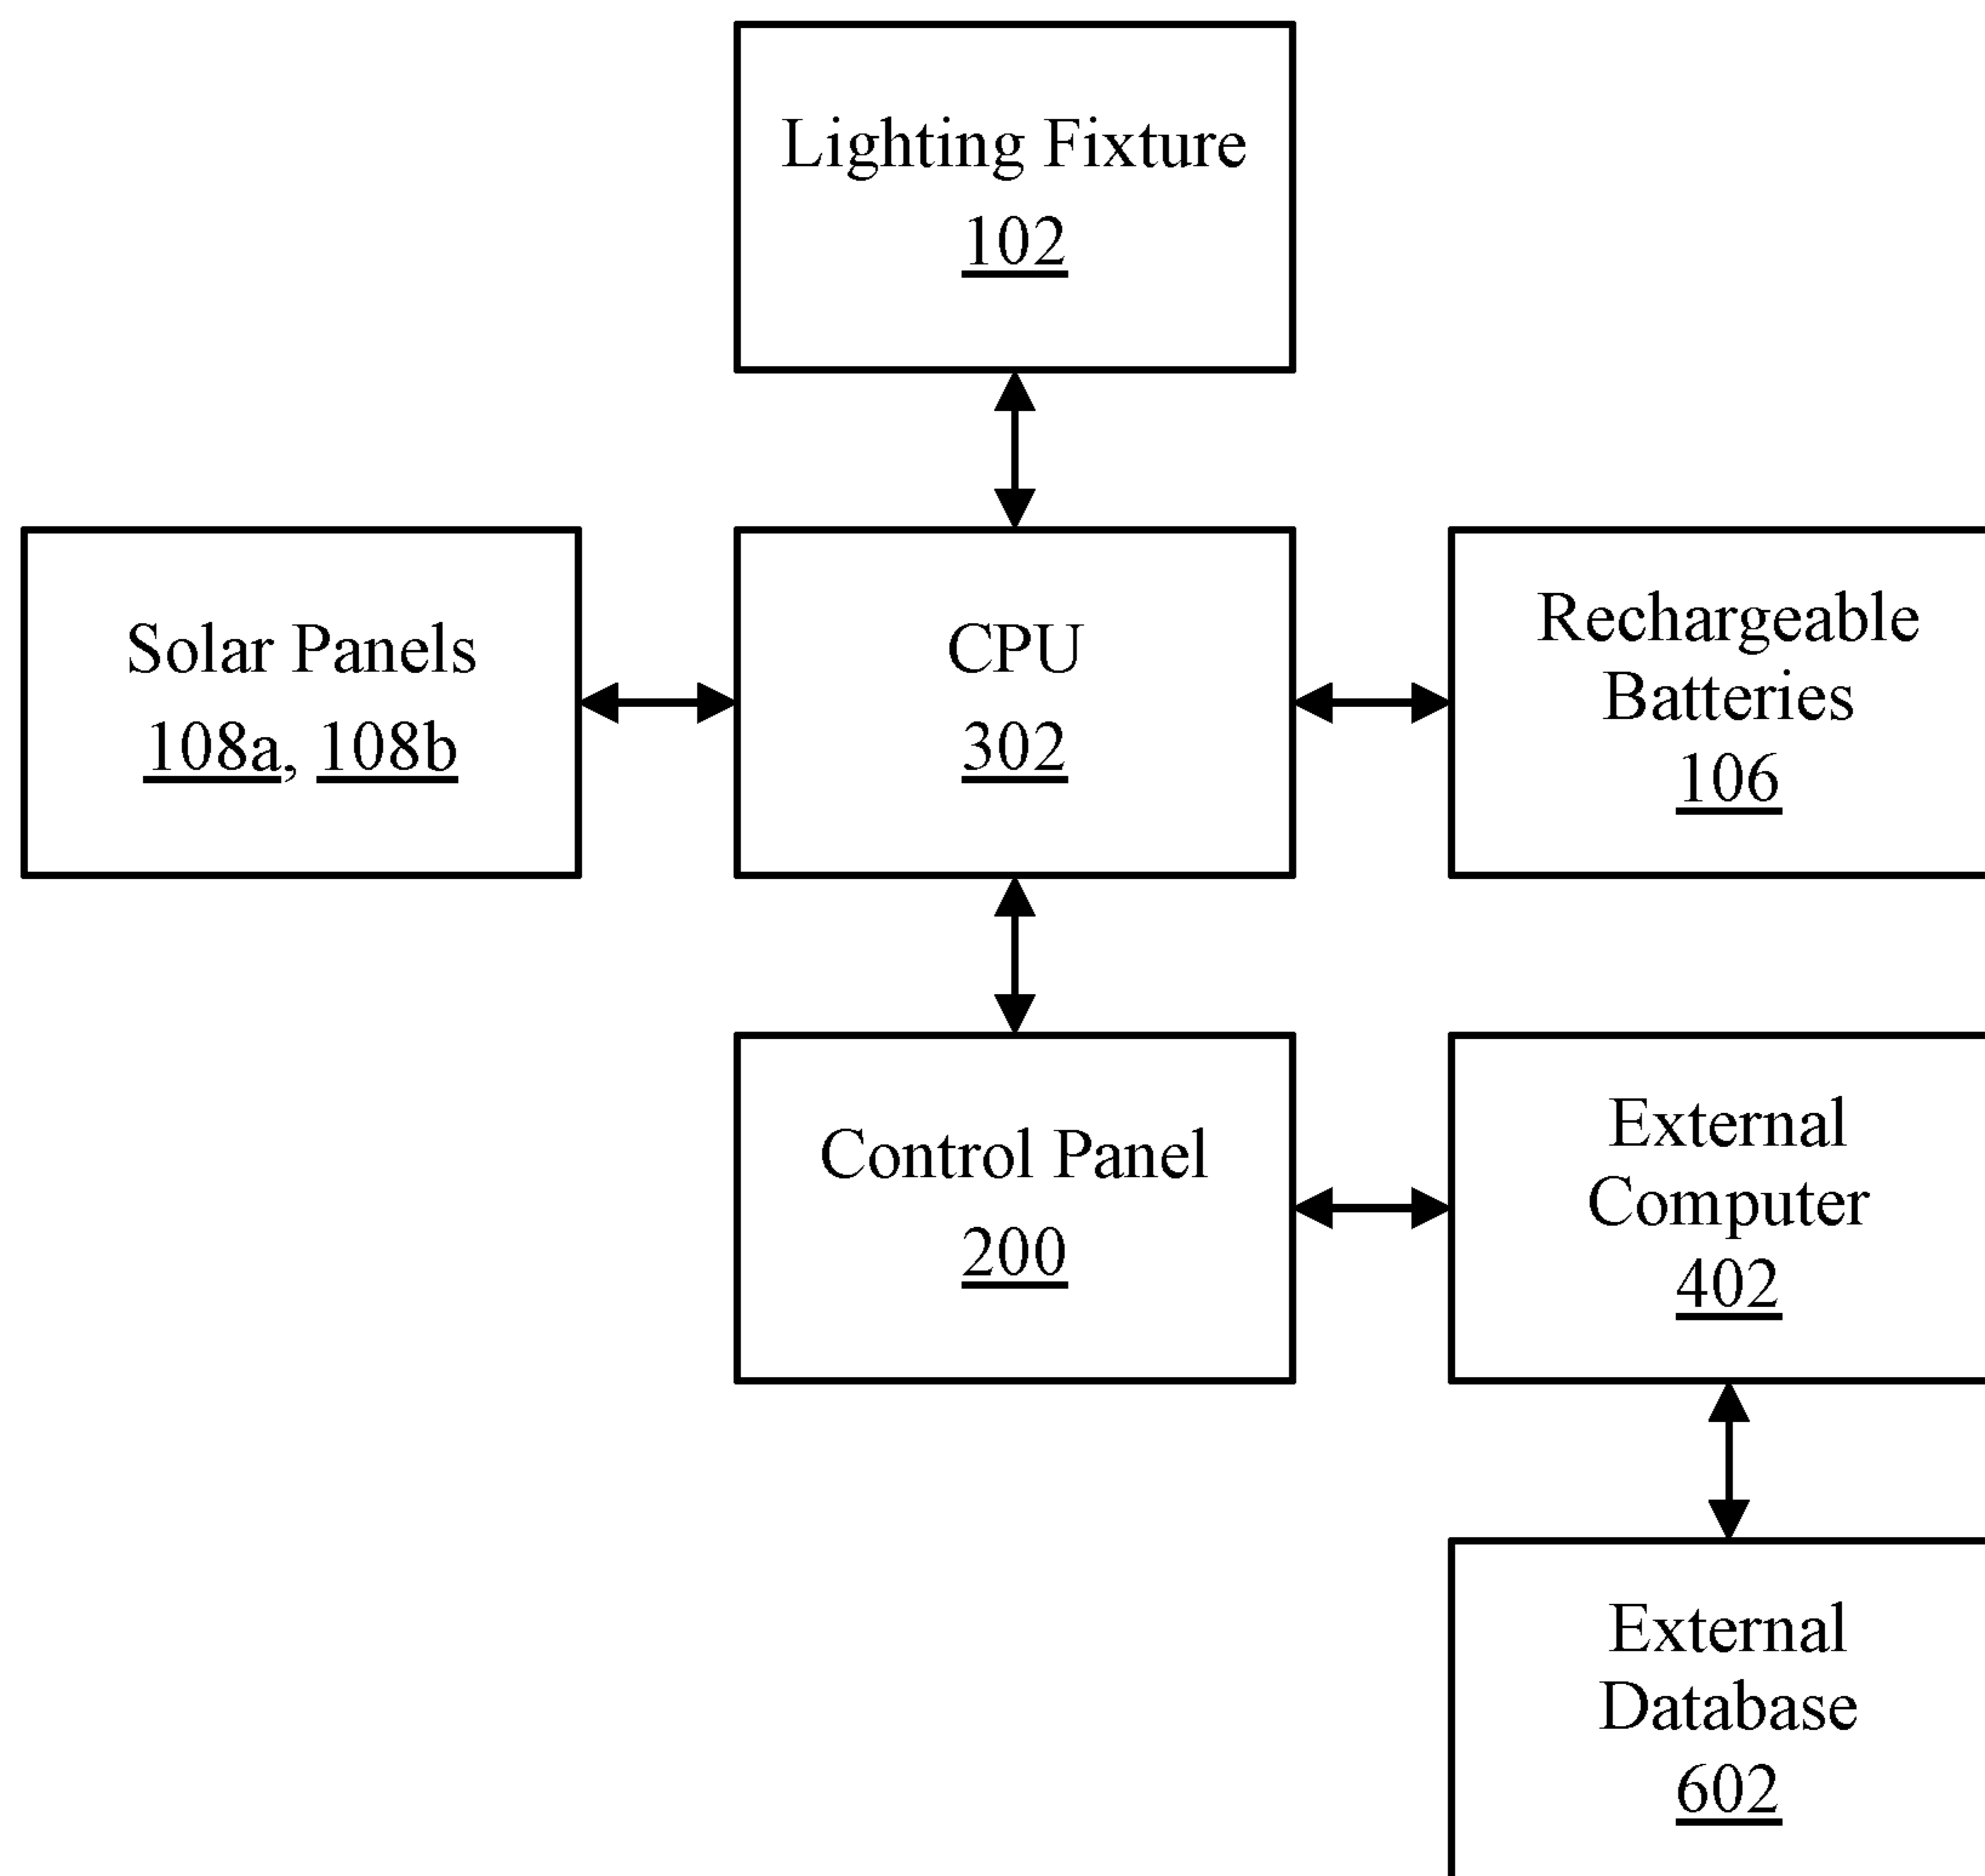 Lighting Fixture
102
Solar Panels
108a, 108b
CPU
302
Rechargeable
Batteries
106
Control Panel
200
External
Computer
402
External
Database
602